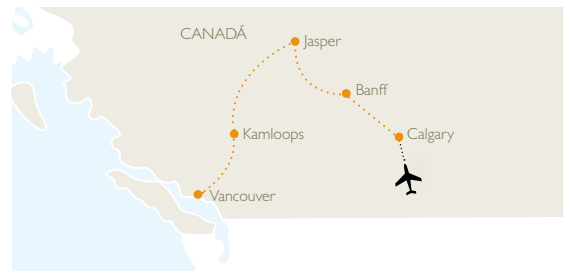 CANADÁ
Jasper
Banff
Kamloops
Calgary
Vancouver